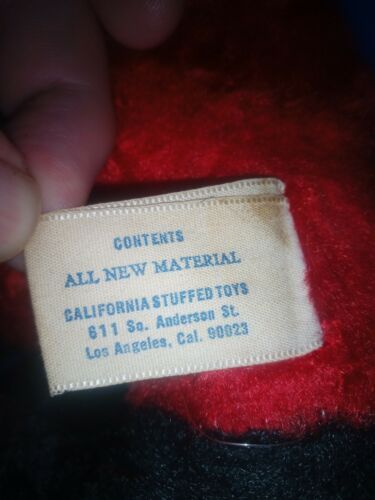 CONTENTS
ALL NEW MATERIAL
CALIFORNIA STUFFED TOYS
611 So. Anderson St.
Los Angeles, Cal. 90023